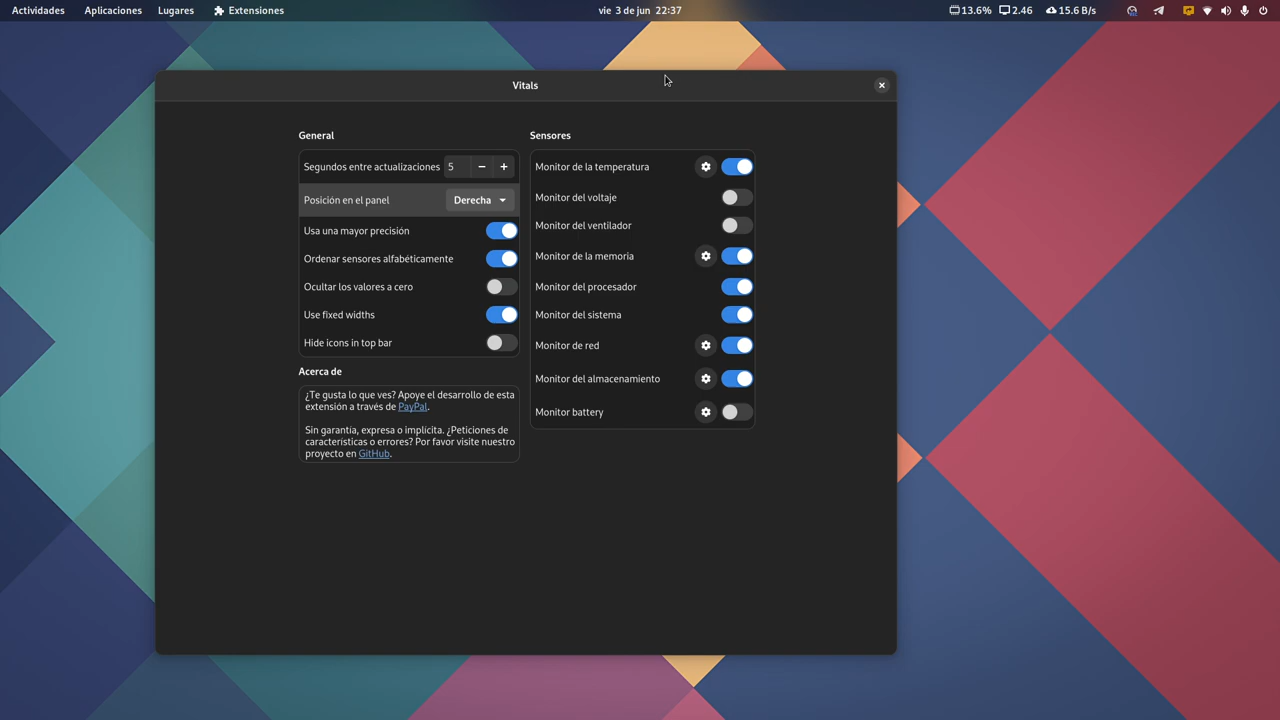 Actividades Aplicaciones Lugares Extensiones vie 3 de jun 22:37 13.6% 2.46 15.6 B/s
Vitals
General
Segundos entre actualizaciones 5
Posición en el panel Derecha
Usa una mayor precisión
Ordenar sensores alfabéticamente
Ocultar los valores a cero
Use fixed widths
Hide icons in top bar
Acerca de
¿Te gusta lo que ves? Apoye el desarrollo de esta
extensión a través de PayPal.
Sin garantía, expresa o implícita. ¿Peticiones de
características o errores? Por favor visite nuestro
proyecto en GitHub.
Sensores
Monitor de la temperatura
Monitor del voltaje
Monitor del ventilador
Monitor de la memoria
Monitor del procesador
Monitor del sistema
Monitor de red
Monitor del almacenamiento
Monitor battery